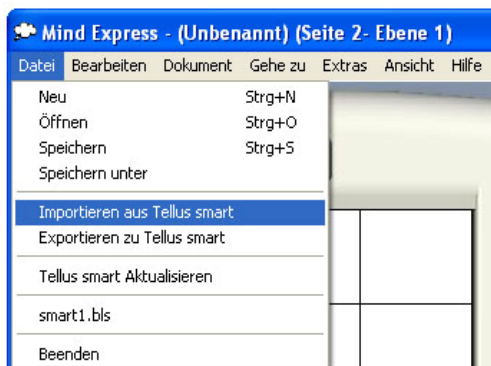 Mind Express - (Unbenannt) (Seite 2- Ebene 1)
Datei Bearbeiten Dokument Gehe zu Extras Ansicht Hilfe
Neu Strg+N
Öffnen Strg+O
Speichern Strg+S
Speichern unter
Importieren aus Tellus smart
Exportieren zu Tellus smart
Tellus smart Aktualisieren
smart1.bls
Beenden